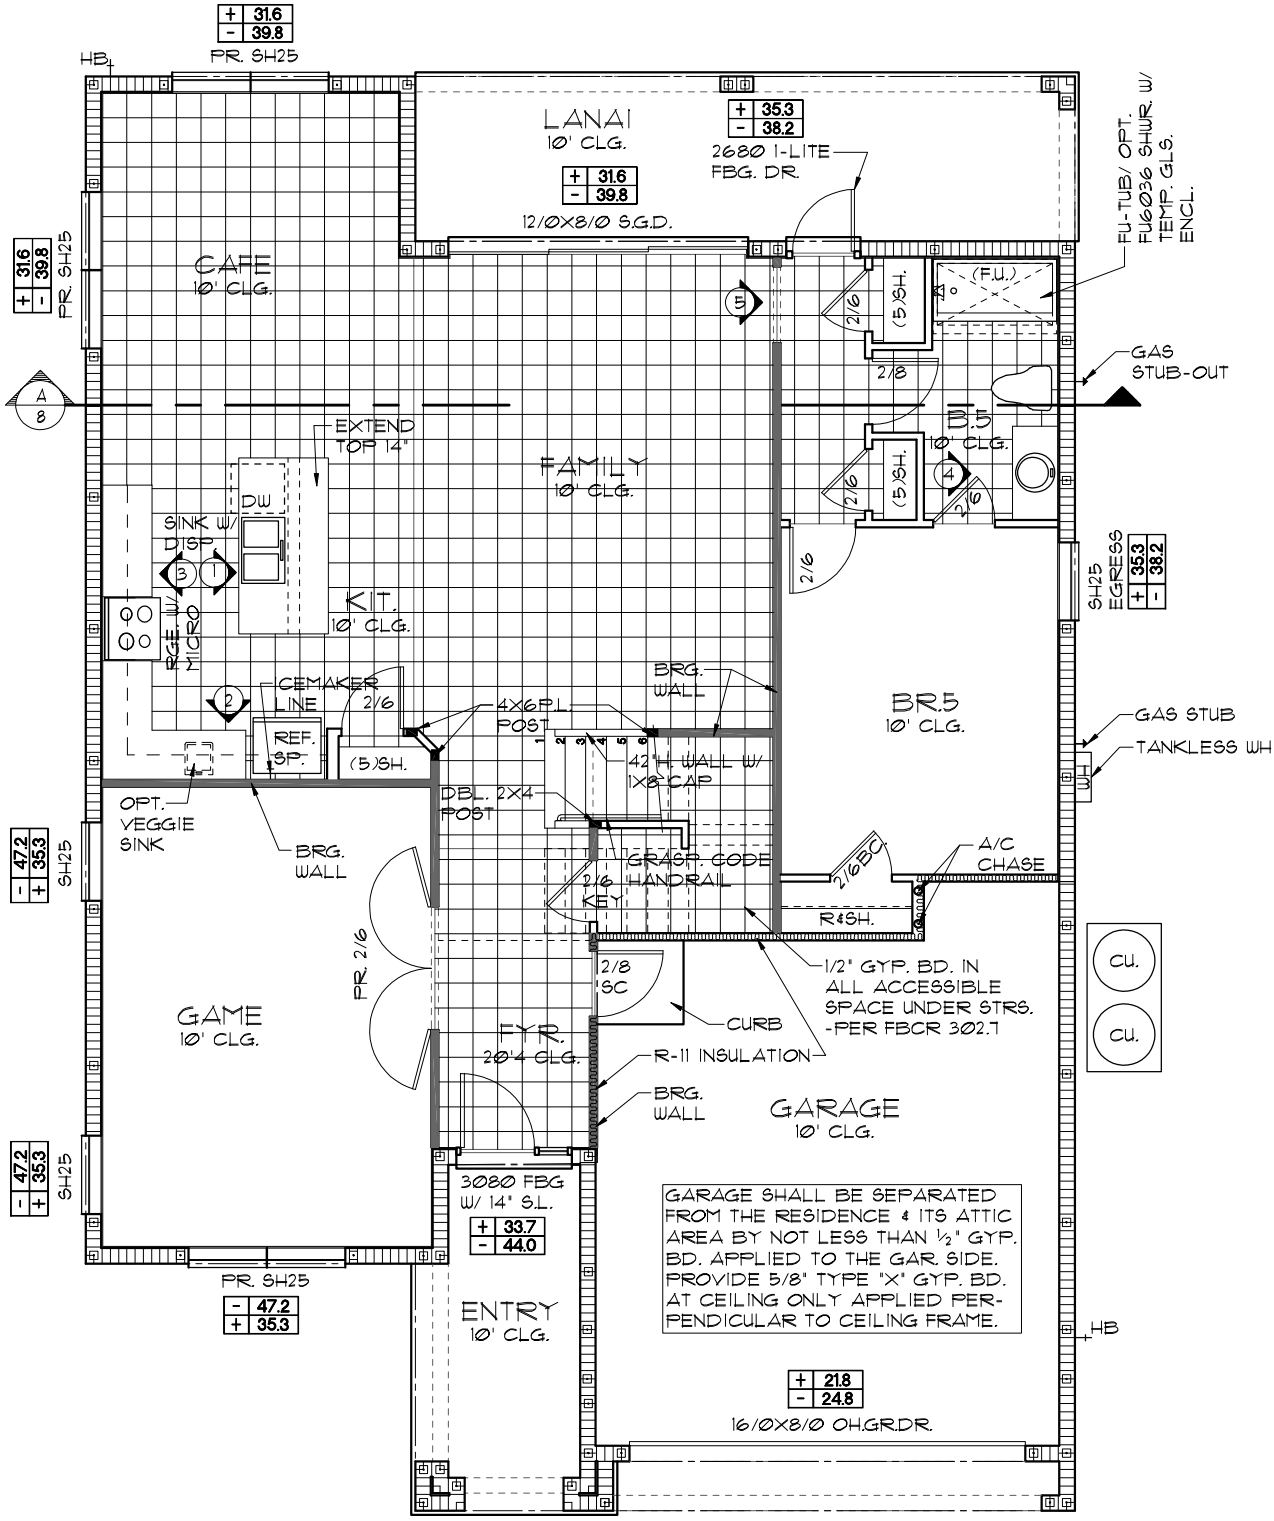 + 31.6
- 39.8
PR. SH25
HB
LANAI
10' CLG.
+ 35.3
- 38.2
2680 1-LITE
FBG. DR.
+ 31.6
- 39.8
12/0X8/0 S.G.D.
FU-TUB/ OPT.
FU6036 SHWR. W/
TEMP. GLS.
ENCL.
+ 31.6
- 39.8
PR. SH25
CAFE
10' CLG.
5
2/6
(5)SH.
(F.U.)
2/8
GAS
STUB-OUT
A
8
EXTEND
TOP 14"
FAMILY
10' CLG.
B.5
10' CLG.
2/6
(5)SH.
4
2/6
DW
SINK W/
DISP.
3
1
KIT.
10' CLG.
RGE. W/
MICRO
2/6
SH25
EGRESS
+ 35.3
- 38.2
BRG.
WALL
BR.5
10' CLG.
2
ICEMAKER
LINE
2/6
4X6 P.L.
POST
REF.
SP.
(5)SH.
1
2
3
4
5
6
42"H. WALL W/
1X8 CAP
GAS STUB
TANKLESS WH
WH
OPT.
VEGGIE
SINK
DBL. 2X4
POST
- 47.2
+ 35.3
SH25
BRG.
WALL
GRASP. CODE
HANDRAIL
2/6
KEY
2/6BC.
A/C
CHASE
R&SH.
PR. 2/6
2/8
SC
1/2" GYP. BD. IN
ALL ACCESSIBLE
SPACE UNDER STRS.
-PER FBCR 302.7
CU.
CU.
GAME
10' CLG.
FYR.
20'4 CLG.
CURB
R-11 INSULATION
BRG.
WALL
GARAGE
10' CLG.
- 47.2
+ 35.3
SH25
3080 FBG
W/ 14" S.L.
+ 33.7
- 44.0
GARAGE SHALL BE SEPARATED
FROM THE RESIDENCE & ITS ATTIC
AREA BY NOT LESS THAN 1/2" GYP.
BD. APPLIED TO THE GAR. SIDE.
PROVIDE 5/8" TYPE "X" GYP. BD.
AT CEILING ONLY APPLIED PER-
PENDICULAR TO CEILING FRAME.
PR. SH25
- 47.2
+ 35.3
ENTRY
10' CLG.
HB
+ 21.8
- 24.8
16/0X8/0 OH.GR.DR.